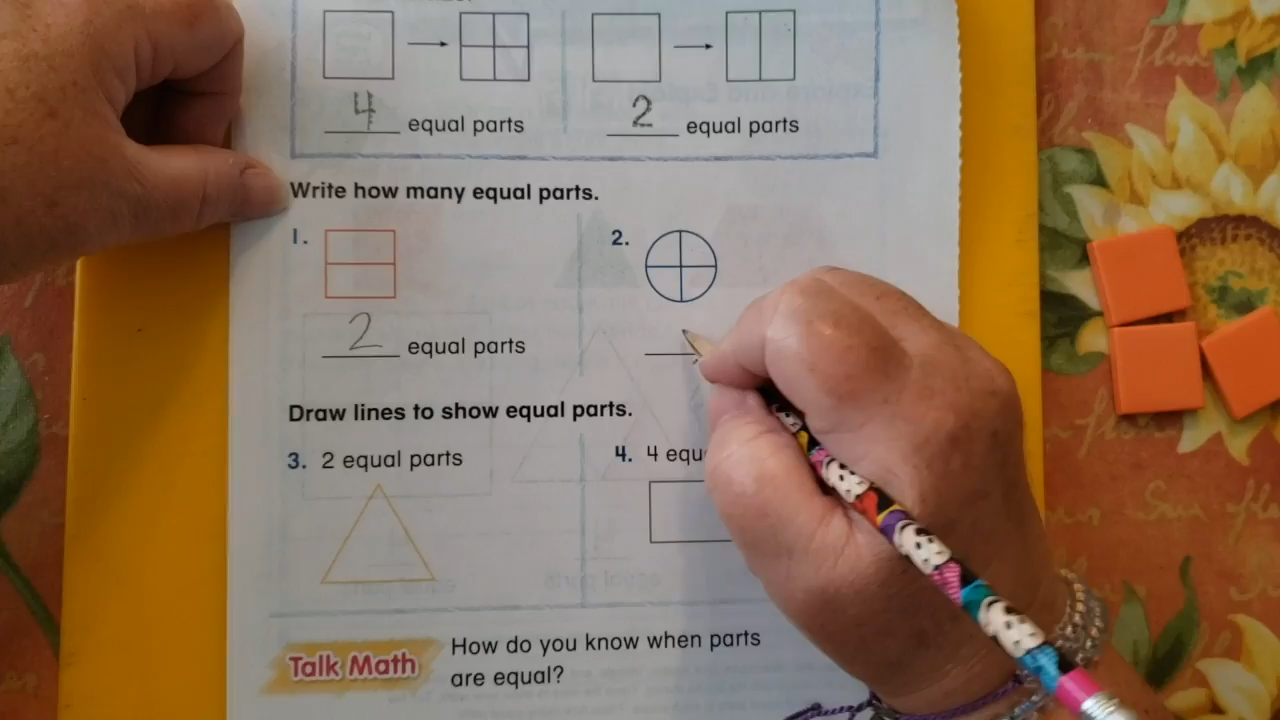 4 equal parts
2 equal parts
Write how many equal parts.
1.
2.
2 equal parts
Draw lines to show equal parts.
3. 2 equal parts
4. 4 equ
Talk Math
How do you know when parts
are equal?